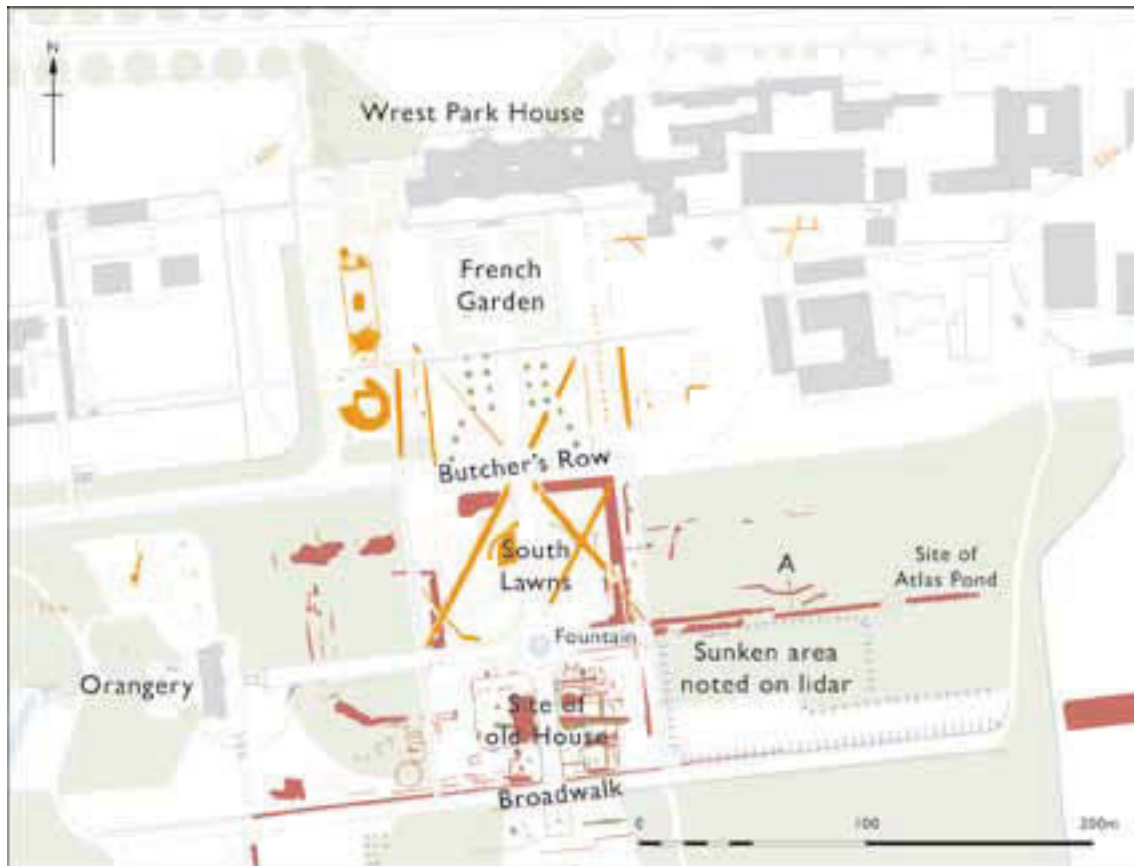 N
Wrest Park House
French
Garden
Butcher's Row
South
Lawns
A
Site of
Atlas Pond
Fountain
Sunken area
noted on lidar
Orangery
Site of
old House
Broadwalk
0
100
200m